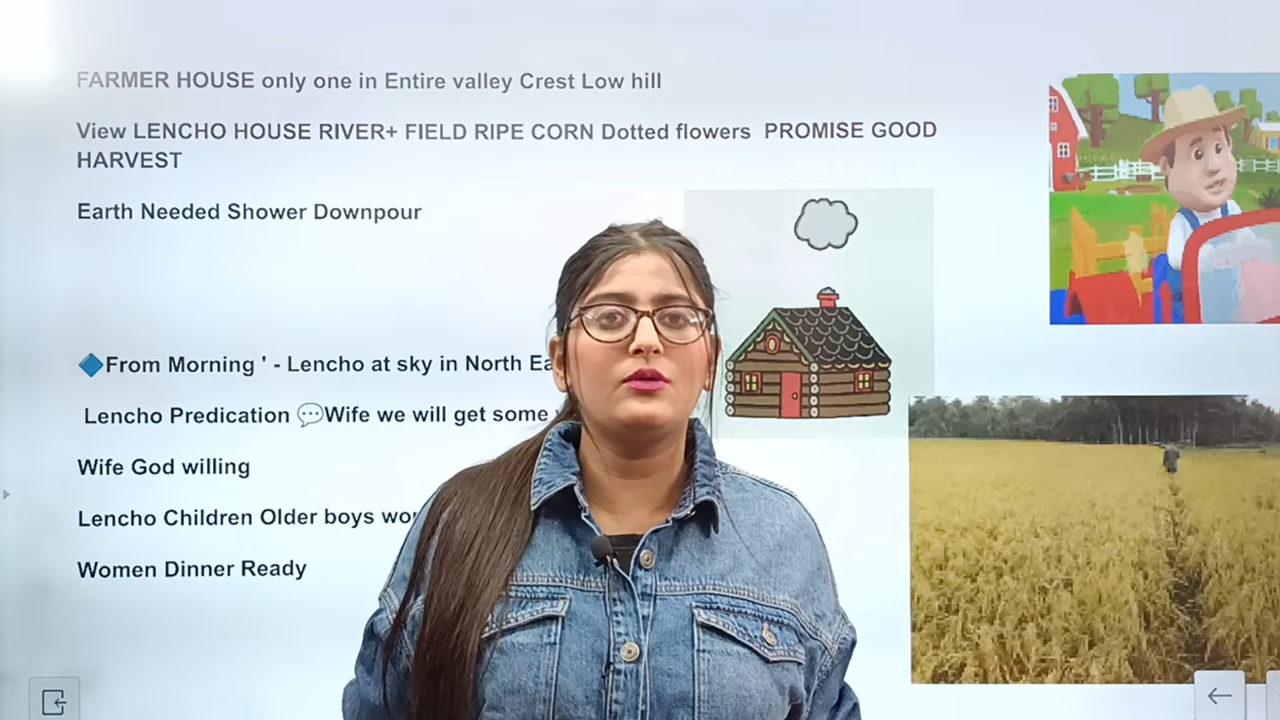 FARMER HOUSE only one in Entire valley Crest Low hill
View LENCHO HOUSE RIVER+ FIELD RIPE CORN Dotted flowers PROMISE GOOD
HARVEST
Earth Needed Shower Downpour
From Morning ' - Lencho at sky in North
Lencho Predication 💬Wife we will get some
Wife God willing
Lencho Children Older boys
Women Dinner Ready